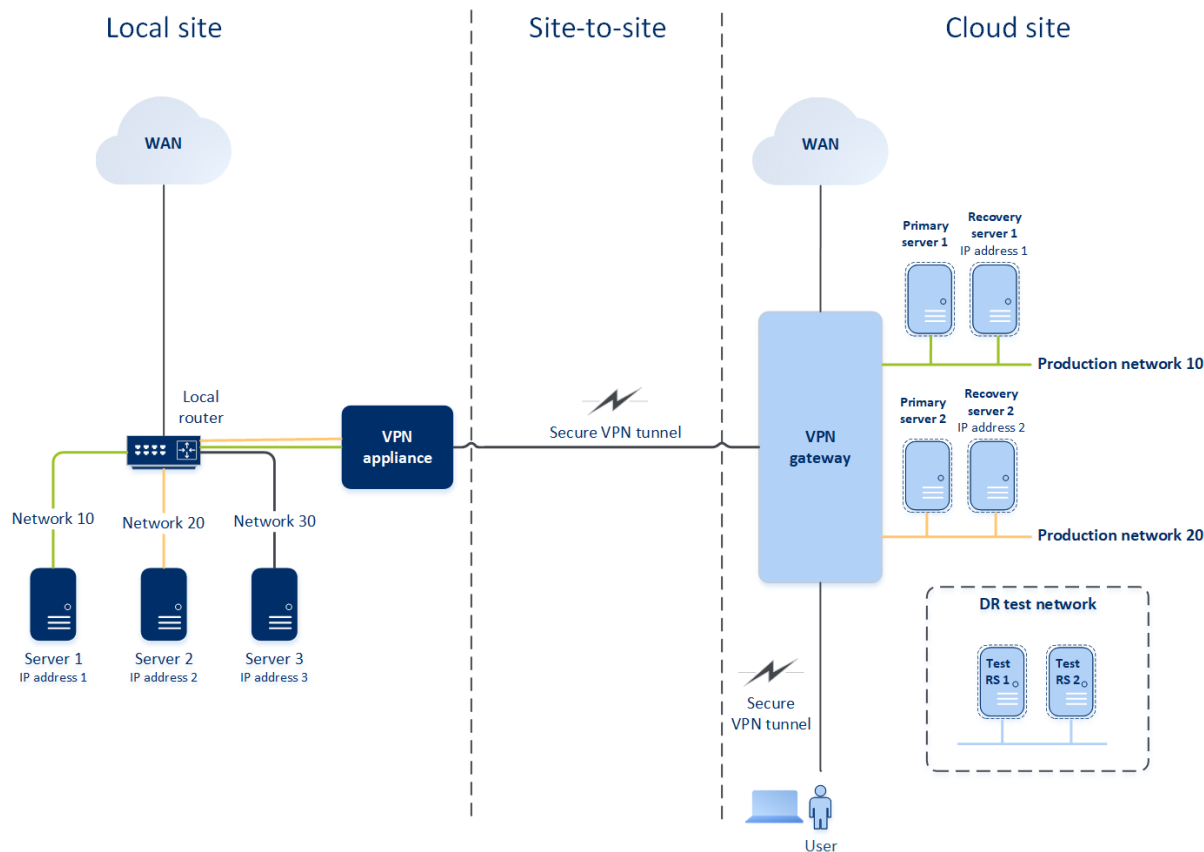 Local site
Site-to-site
Cloud site
WAN
WAN
Primary
server 1
Recovery
server 1
IP address 1
Production network 10
Local
router
VPN
appliance
Secure VPN tunnel
VPN
gateway
Primary
server 2
Recovery
server 2
IP address 2
Production network 20
Network 10
Network 20
Network 30
Server 1
IP address 1
Server 2
IP address 2
Server 3
IP address 3
DR test network
Test
RS 1
Test
RS 2
Secure
VPN tunnel
User